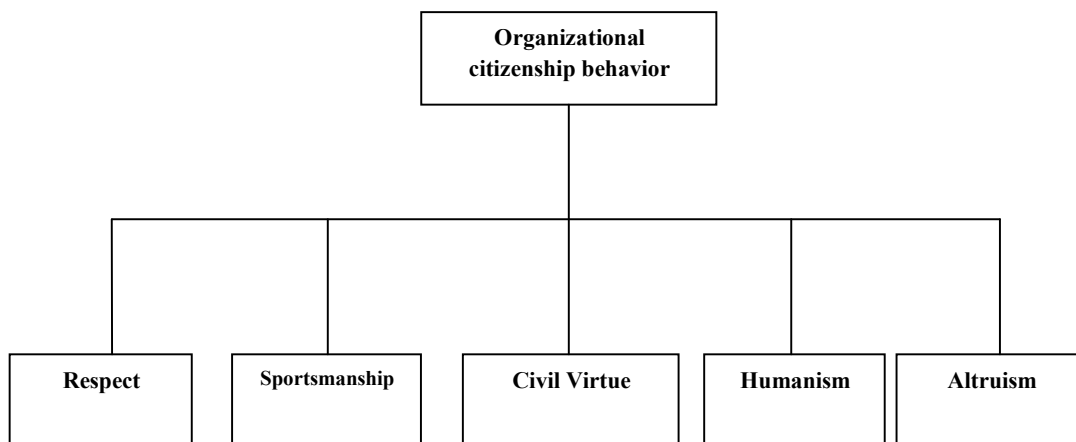 Organizational
citizenship behavior
Respect
Sportsmanship
Civil Virtue
Humanism
Altruism